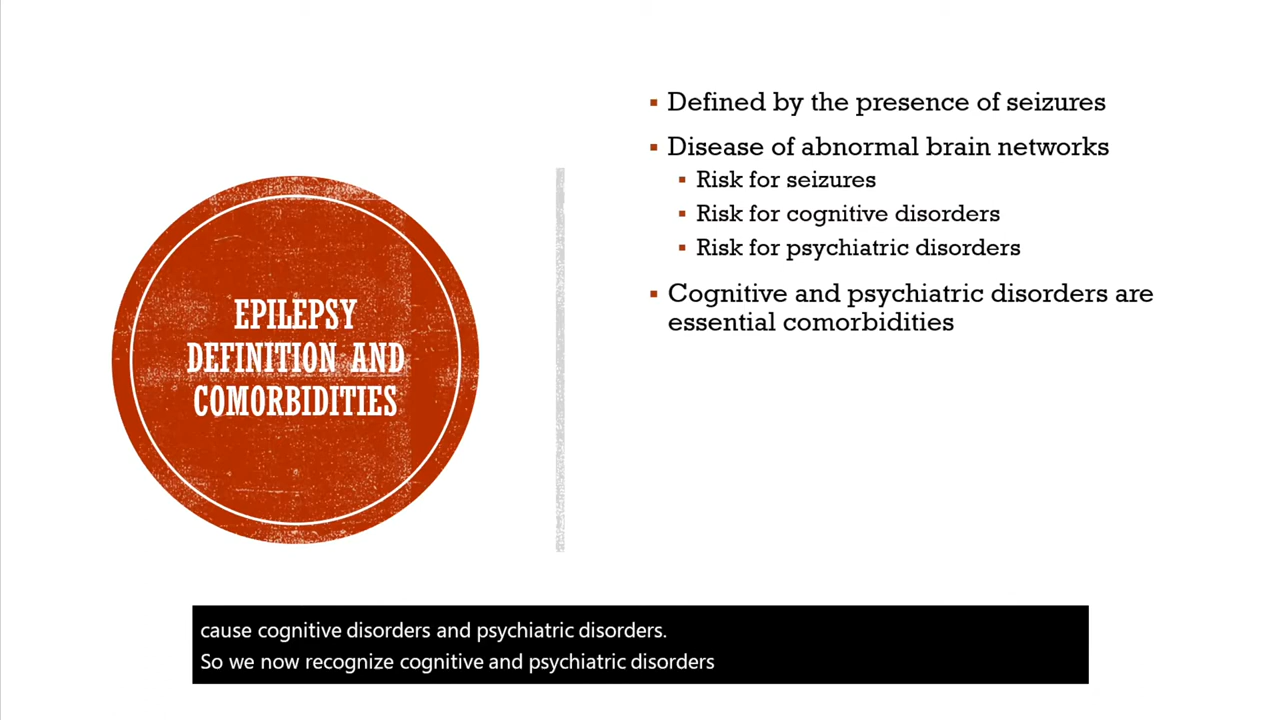 EPILEPSY
DEFINITION AND
COMORBIDITIES
Defined by the presence of seizures
Disease of abnormal brain networks
Risk for seizures
Risk for cognitive disorders
Risk for psychiatric disorders
Cognitive and psychiatric disorders are
essential comorbidities
cause cognitive disorders and psychiatric disorders.
So we now recognize cognitive and psychiatric disorders